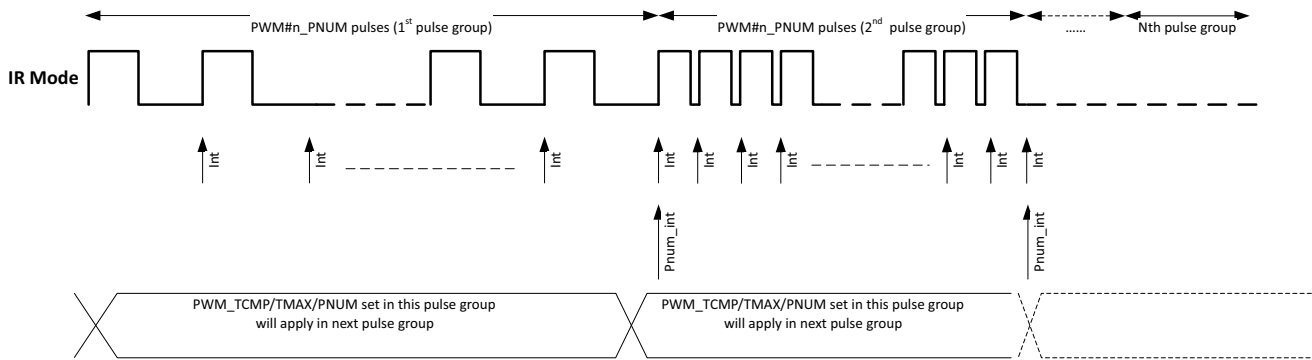 PWM#n_PNUM pulses (1st pulse group)
PWM#n_PNUM pulses (2nd pulse group)
......
Nth pulse group
IR Mode
Int
Int
Int
Int
Int
Int
Int
Int
Int
Int
Pnum_int
Pnum_int
PWM_TCMP/TMAX/PNUM set in this pulse group
will apply in next pulse group
PWM_TCMP/TMAX/PNUM set in this pulse group
will apply in next pulse group